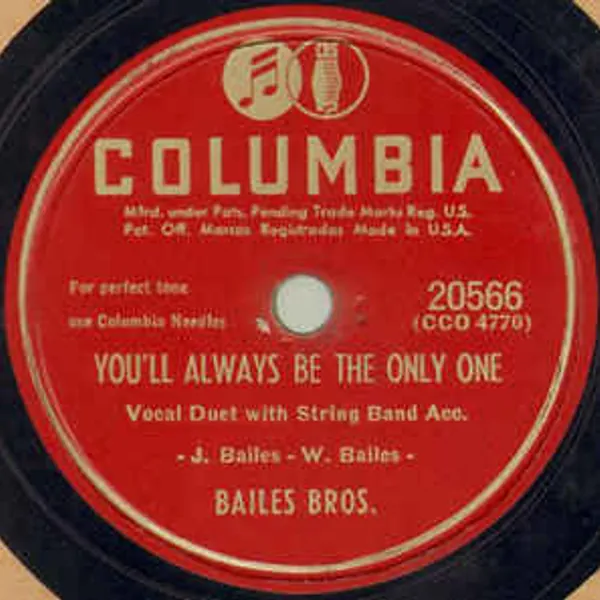 CBS
COLUMBIA
Mfrd. under Pats. Pending Trade Marks Reg. U.S.
Pat. Off. Marcas Registradas Made in U.S.A.
For perfect tone
use Columbia Needles
20566
(CCO 4770)
YOU'LL ALWAYS BE THE ONLY ONE
Vocal Duet with String Band Acc.
- J. Bailes - W. Bailes -
BAILES BROS.